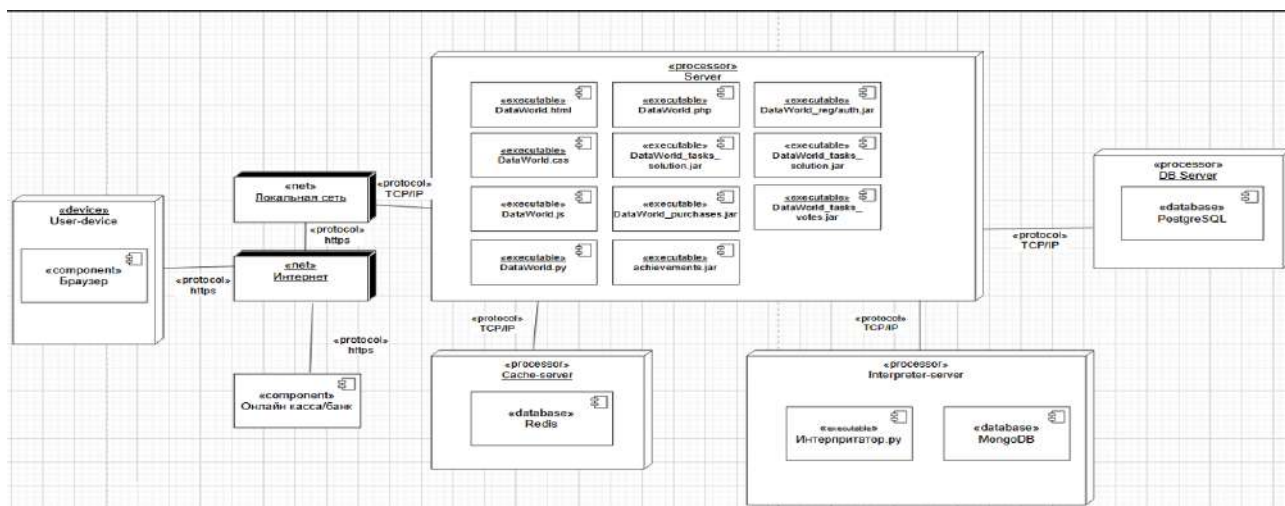 «processor»
Server
«executable»
DataWorld.html
«executable»
DataWorld.php
«executable»
DataWorld_reg/auth.jar
«executable»
DataWorld.css
«executable»
DataWorld_tasks_
solution.jar
«executable»
DataWorld_tasks_
solution.jar
«executable»
DataWorld.js
«executable»
DataWorld_purchases.jar
«executable»
DataWorld_tasks_
votes.jar
«executable»
DataWorld.py
«executable»
achievements.jar
«net»
Локальная сеть
«protocol»
TCP/IP
«protocol»
https
«net»
Интернет
«device»
User-device
«component»
Браузер
«protocol»
https
«protocol»
https
«component»
Онлайн касса/банк
«protocol»
TCP/IP
«processor»
Cache-server
«database»
Redis
«protocol»
TCP/IP
«processor»
Interpreter-server
«executable»
Интерпритатор.py
«database»
MongoDB
«protocol»
TCP/IP
«processor»
DB Server
«database»
PostgreSQL